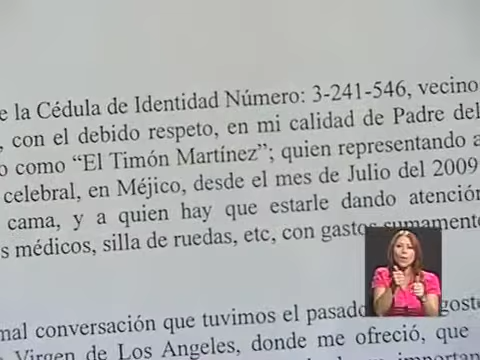 e la Cédula de Identidad Número: 3-241-546, vecino
, con el debido respeto, en mi calidad de Padre del
o como “El Timón Martínez”; quien representando a
celebral, en Méjico, desde el mes de Julio del 2009
cama, y a quien hay que estarle dando atención
s médicos, silla de ruedas, etc, con gastos sumamente
mal conversación que tuvimos el pasado agosto
Virgen de Los Angeles, donde me ofreció, que